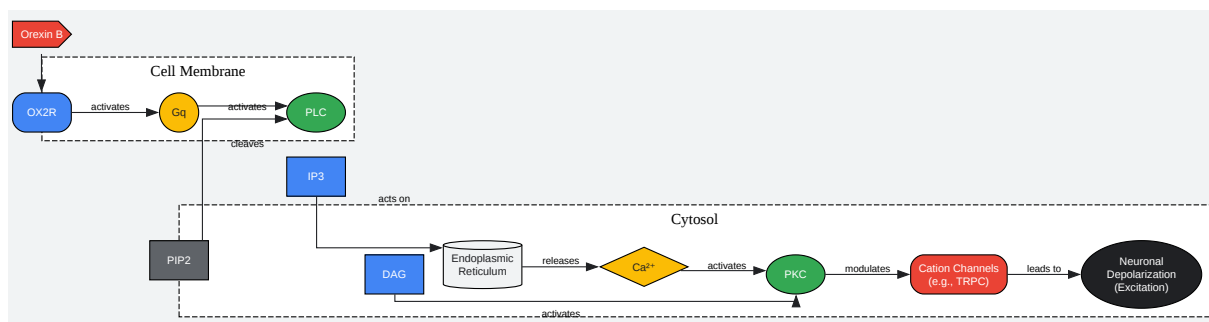 Orexin B
Cell Membrane
OX2R
activates
Gq
activates
PLC
cleaves
IP3
acts on
Cytosol
PIP2
DAG
Endoplasmic
Reticulum
releases
Ca²⁺
activates
PKC
modulates
Cation Channels
(e.g., TRPC)
leads to
Neuronal
Depolarization
(Excitation)
activates